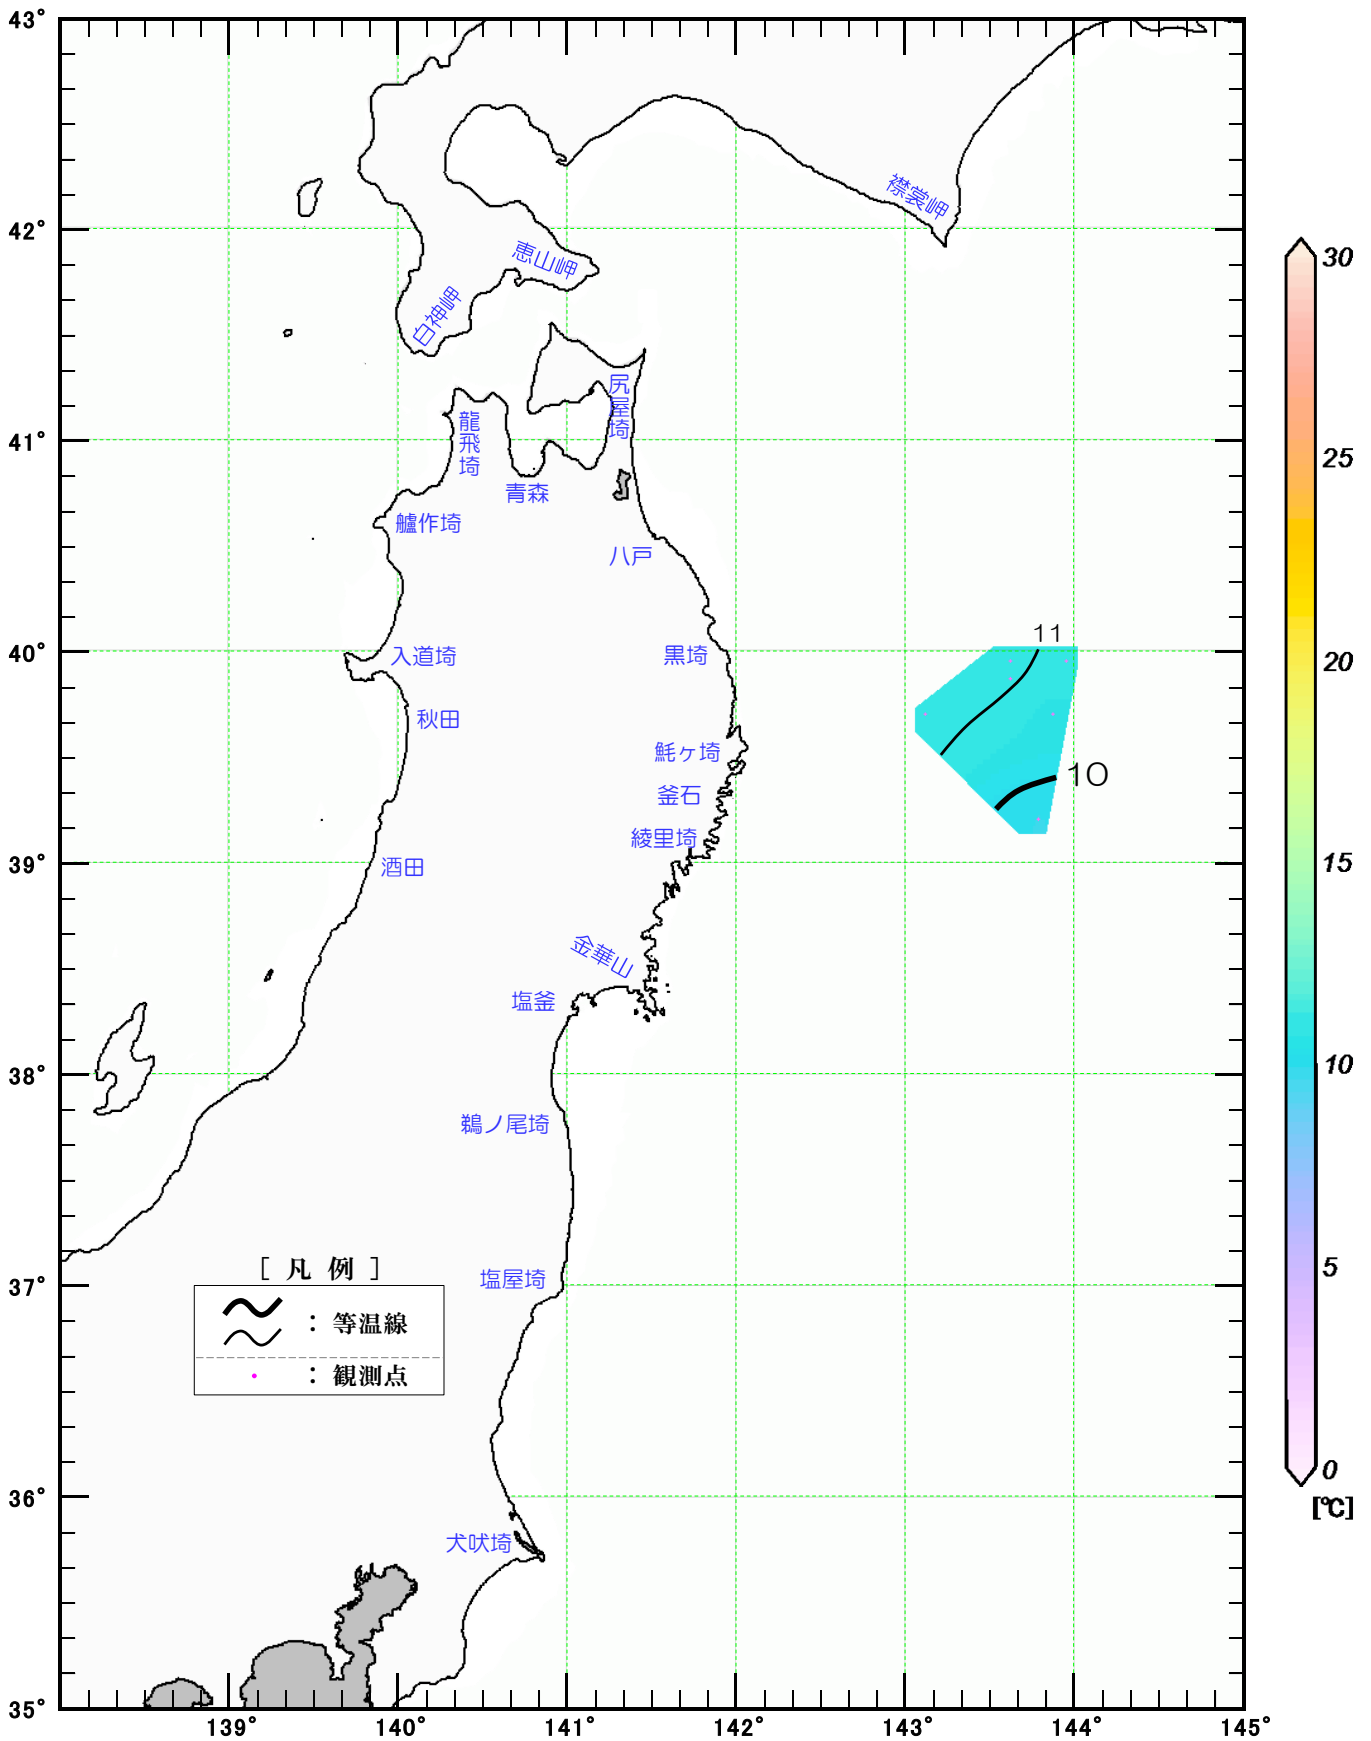 43°
42°
41°
40°
39°
38°
37°
36°
35°
139°
140°
141°
142°
143°
144°
145°
襟裳岬
恵山岬
白神岬
尻屋埼
龍飛埼
青森
艫作埼
八戸
入道埼
黒埼
秋田
魹ヶ埼
釜石
綾里埼
酒田
金華山
塩釜
鵜ノ尾埼
塩屋埼
犬吠埼
11
10
[ 凡 例 ]
: 等温線
: 観測点
30
25
20
15
10
5
0
[℃]